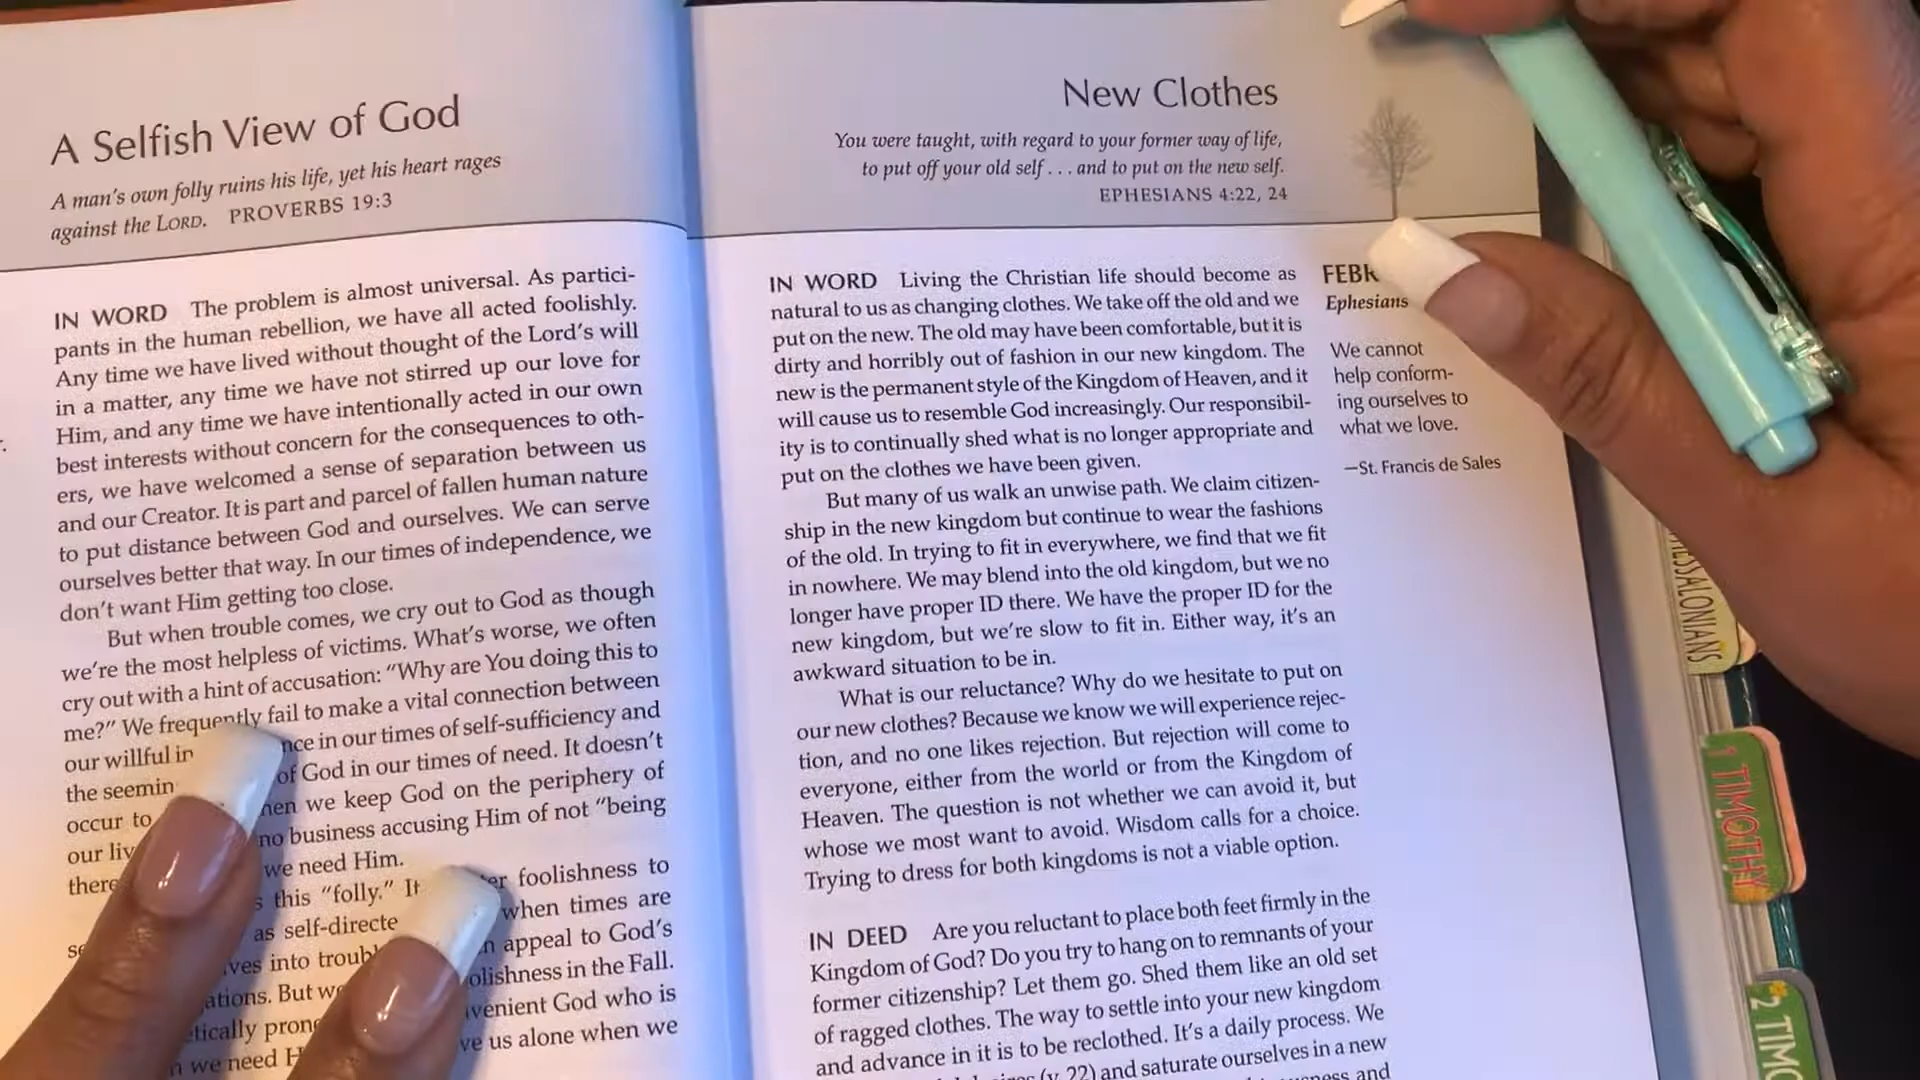 A Selfish View of God
A man's own folly ruins his life, yet his heart rages
against the LORD. PROVERBS 19:3
IN WORD The problem is almost universal. As partici-
pants in the human rebellion, we have all acted foolishly.
Any time we have lived without thought of the Lord's will
in a matter, any time we have not stirred up our love for
Him, and any time we have intentionally acted in our own
best interests without concern for the consequences to oth-
ers, we have welcomed a sense of separation between us
and our Creator. It is part and parcel of fallen human nature
to put distance between God and ourselves. We can serve
ourselves better that way. In our times of independence, we
don't want Him getting too close.
But when trouble comes, we cry out to God as though
we're the most helpless of victims. What's worse, we often
cry out with a hint of accusation: "Why are You doing this to
me?" We frequently fail to make a vital connection between
our willful in in our times of self-sufficiency and
the of God in our times of need. It doesn't
occur to we keep God on the periphery of
our no business accusing Him of not "being
we need Him.
this "folly." It foolishness to
as when times are
appeal to God's
into in the Fall.
But God who is
us alone when we
need
New Clothes
You were taught, with regard to your former way of life,
to put off your old self . . . and to put on the new self.
EPHESIANS 4:22, 24
IN WORD Living the Christian life should become as
natural to us as changing clothes. We take off the old and we
put on the new. The old may have been comfortable, but it is
dirty and horribly out of fashion in our new kingdom. The
new is the permanent style of the Kingdom of Heaven, and it
will cause us to resemble God increasingly. Our responsibil-
ity is to continually shed what is no longer appropriate and
put on the clothes we have been given.
But many of us walk an unwise path. We claim citizen-
ship in the new kingdom but continue to wear the fashions
of the old. In trying to fit in everywhere, we find that we fit
in nowhere. We may blend into the old kingdom, but we no
longer have proper ID there. We have the proper ID for the
new kingdom, but we're slow to fit in. Either way, it's an
awkward situation to be in.
What is our reluctance? Why do we hesitate to put on
our new clothes? Because we know we will experience rejec-
tion, and no one likes rejection. But rejection will come to
everyone, either from the world or from the Kingdom of
Heaven. The question is not whether we can avoid it, but
whose we most want to avoid. Wisdom calls for a choice.
Trying to dress for both kingdoms is not a viable option.
IN DEED Are you reluctant to place both feet firmly in the
Kingdom of God? Do you try to hang on to remnants of your
former citizenship? Let them go. Shed them like an old set
of ragged clothes. The way to settle into your new kingdom
and advance in it is to be reclothed. It's a daily process. We
(v. 22) and saturate ourselves in a new
and
FEBR
Ephesians
We cannot
help conform-
ing ourselves to
what we love.
—St. Francis de Sales
ESSALONIANS
1 TIMOTHY
2 TIMO